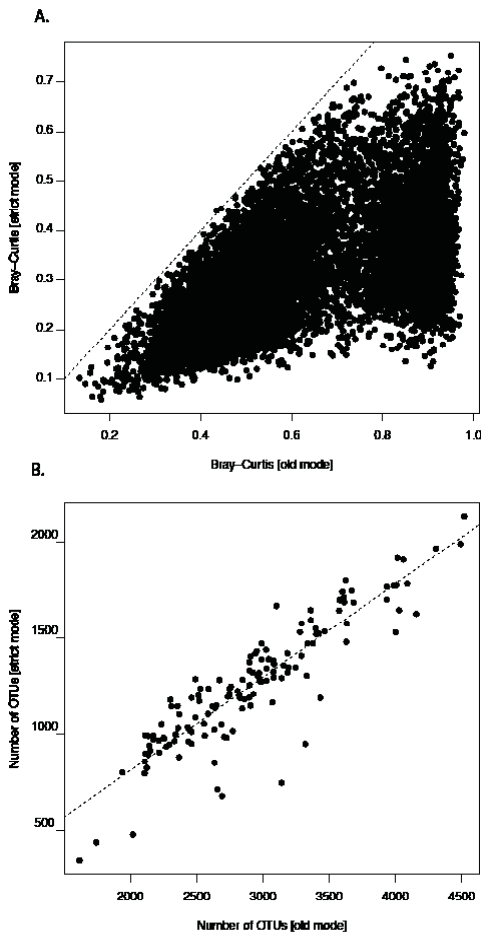 A.
0.7
0.6
0.5
0.4
0.3
0.2
0.1
Bray–Curtis [strict mode]
0.2 0.4 0.6 0.8 1.0
Bray–Curtis [old mode]
B.
2000
1500
1000
500
Number of OTUs [strict mode]
2000 2500 3000 3500 4000 4500
Number of OTUs [old mode]